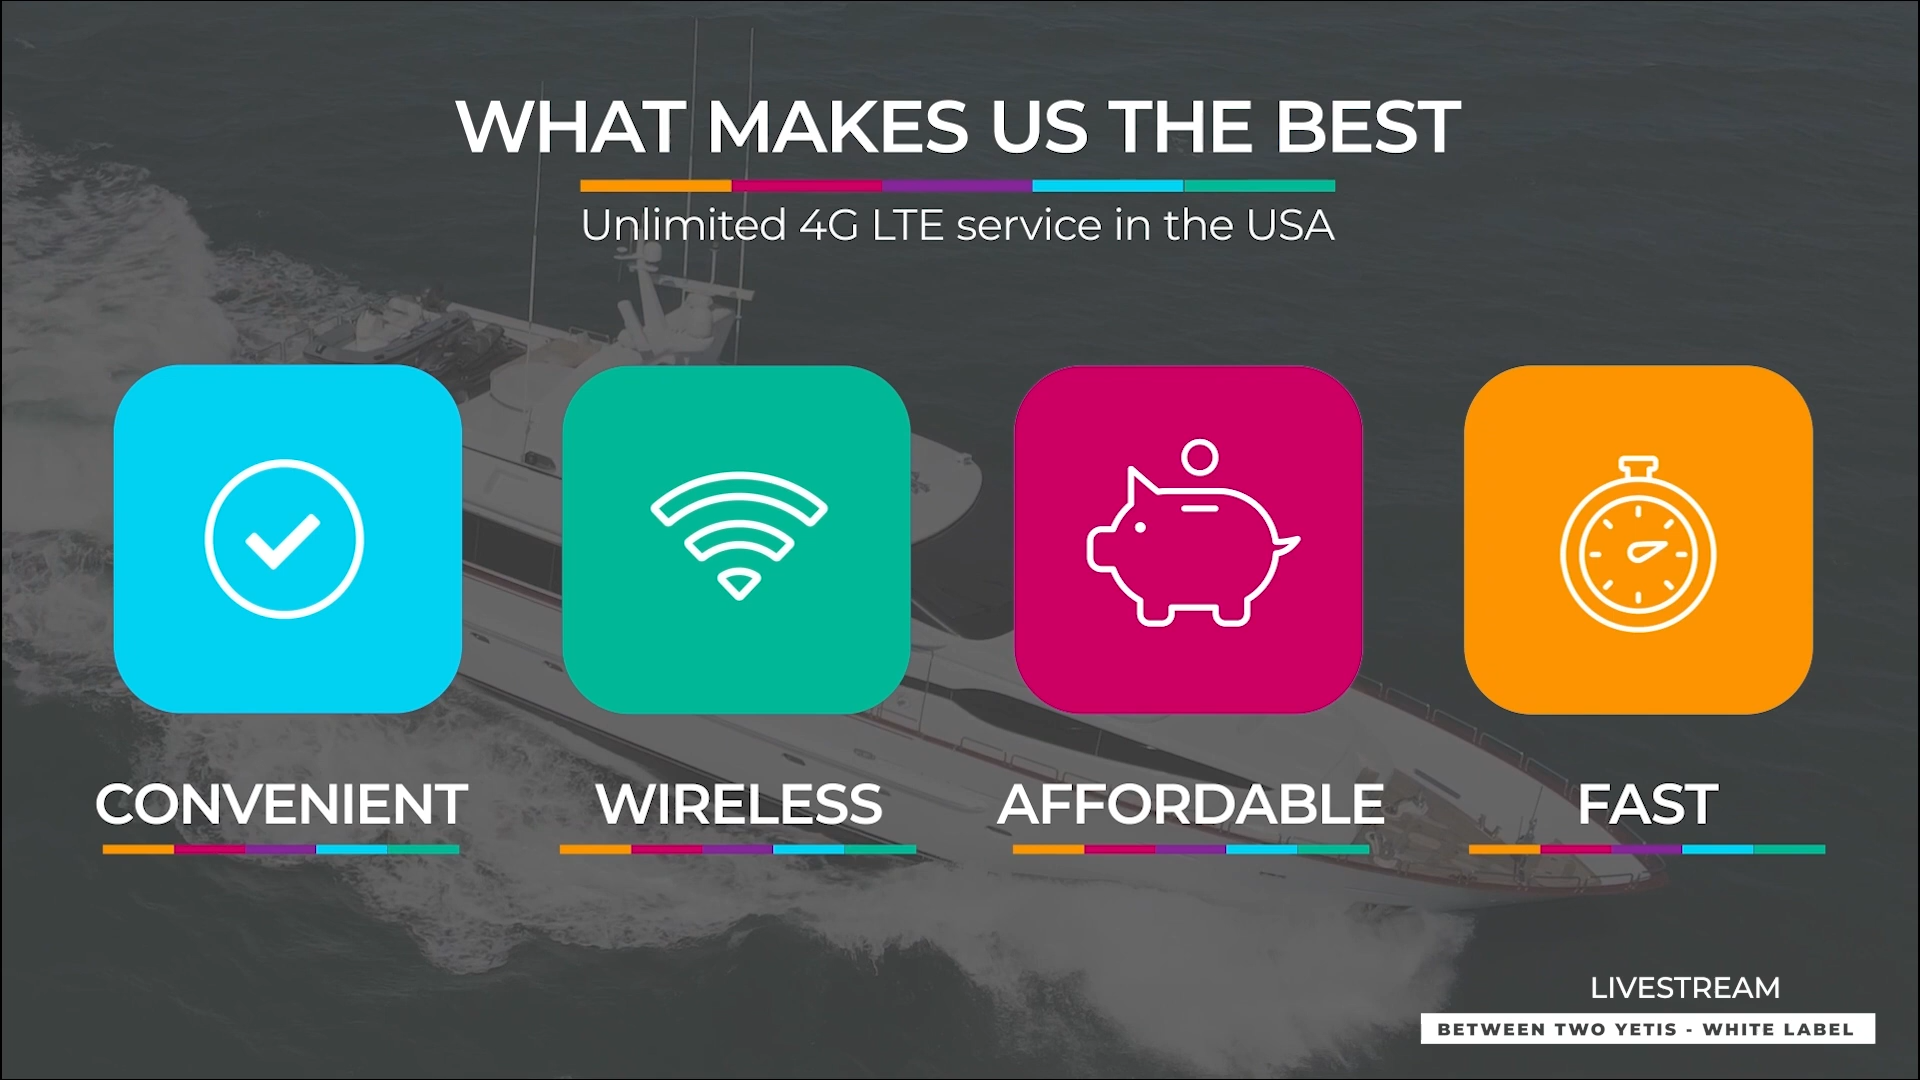 WHAT MAKES US THE BEST
Unlimited 4G LTE service in the USA
CONVENIENT
WIRELESS
AFFORDABLE
FAST
LIVESTREAM
BETWEEN TWO YETIS - WHITE LABEL